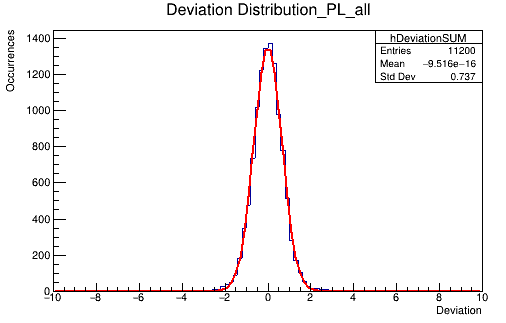 Deviation Distribution_PL_all
Occurrences
1400
1200
1000
800
600
400
200
0
hDeviationSUM
Entries 11200
Mean −9.516e−16
Std Dev 0.737
−10 −8 −6 −4 −2 0 2 4 6 8 10
Deviation